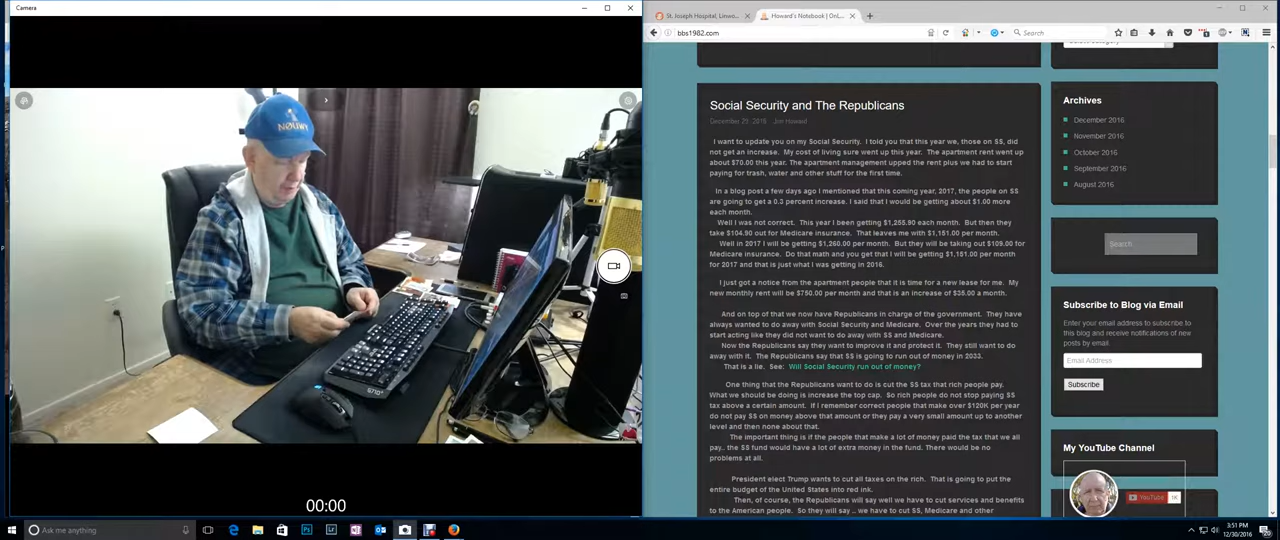 Camera
St. Joseph Hospital, Linwo...
Howard's Notebook | OnL...
bbs1982.com
Search
NØUWY
00:00
Social Security and The Republicans
December 29, 2016 Jon Howard
I want to update you on my Social Security. I told you that this year we, those on SS, did
not get an increase. My cost of living sure went up this year. The apartment rent went up
about $70.00 this year. The apartment management upped the rent plus we had to start
paying for trash, water and other stuff for the first time.
In a blog post a few days ago I mentioned that this coming year, 2017, the people on SS
are going to get a 0.3 percent increase. I said that I would be getting about $1.00 more
each month.
Well I was not correct. This year I been getting $1,255.90 each month. But then they
take $104.90 out for Medicare insurance. That leaves me with $1,151.00 per month.
Well in 2017 I will be getting $1,260.00 per month. But they will be taking out $109.00 for
Medicare insurance. Do that math and you get that I will be getting $1,151.00 per month
for 2017 and that is just what I was getting in 2016.
I just got a notice from the apartment people that it is time for a new lease for me. My
new monthly rent will be $750.00 per month and that is an increase of $35.00 a month.
And on top of that we now have Republicans in charge of the government. They have
always wanted to do away with Social Security and Medicare. Over the years they had to
start acting like they did not want to do away with SS and Medicare.
Now the Republicans say they want to improve it and protect it. They still want to do
away with it. The Republicans say that SS is going to run out of money in 2033.
That is a lie. See: Will Social Security run out of money?
One thing that the Republicans want to do is cut the SS tax that rich people pay.
What we should be doing is increase the top cap. So rich people do not stop paying SS
tax above a certain amount. If I remember correct people that make over $120K per year
do not pay SS on money above that amount or they pay a very small amount up to another
level and then none about that.
The important thing is if the people that make a lot of money paid the tax that we all
pay.. the SS fund would have a lot of extra money in the fund. There would be no
problems at all.
President elect Trump wants to cut all taxes on the rich. That is going to put the
entire budget of the United States into red ink.
Then, of course, the Republicans will say well we have to cut services and benefits
to the American people. So they will say .. we have to cut SS, Medicare and other
Archives
December 2016
November 2016
October 2016
September 2016
August 2016
Search
Subscribe to Blog via Email
Enter your email address to subscribe to
this blog and receive notifications of new
posts by email.
Email Address
Subscribe
My YouTube Channel
YouTube 1K
Ask me anything
3:51 PM
12/30/2016